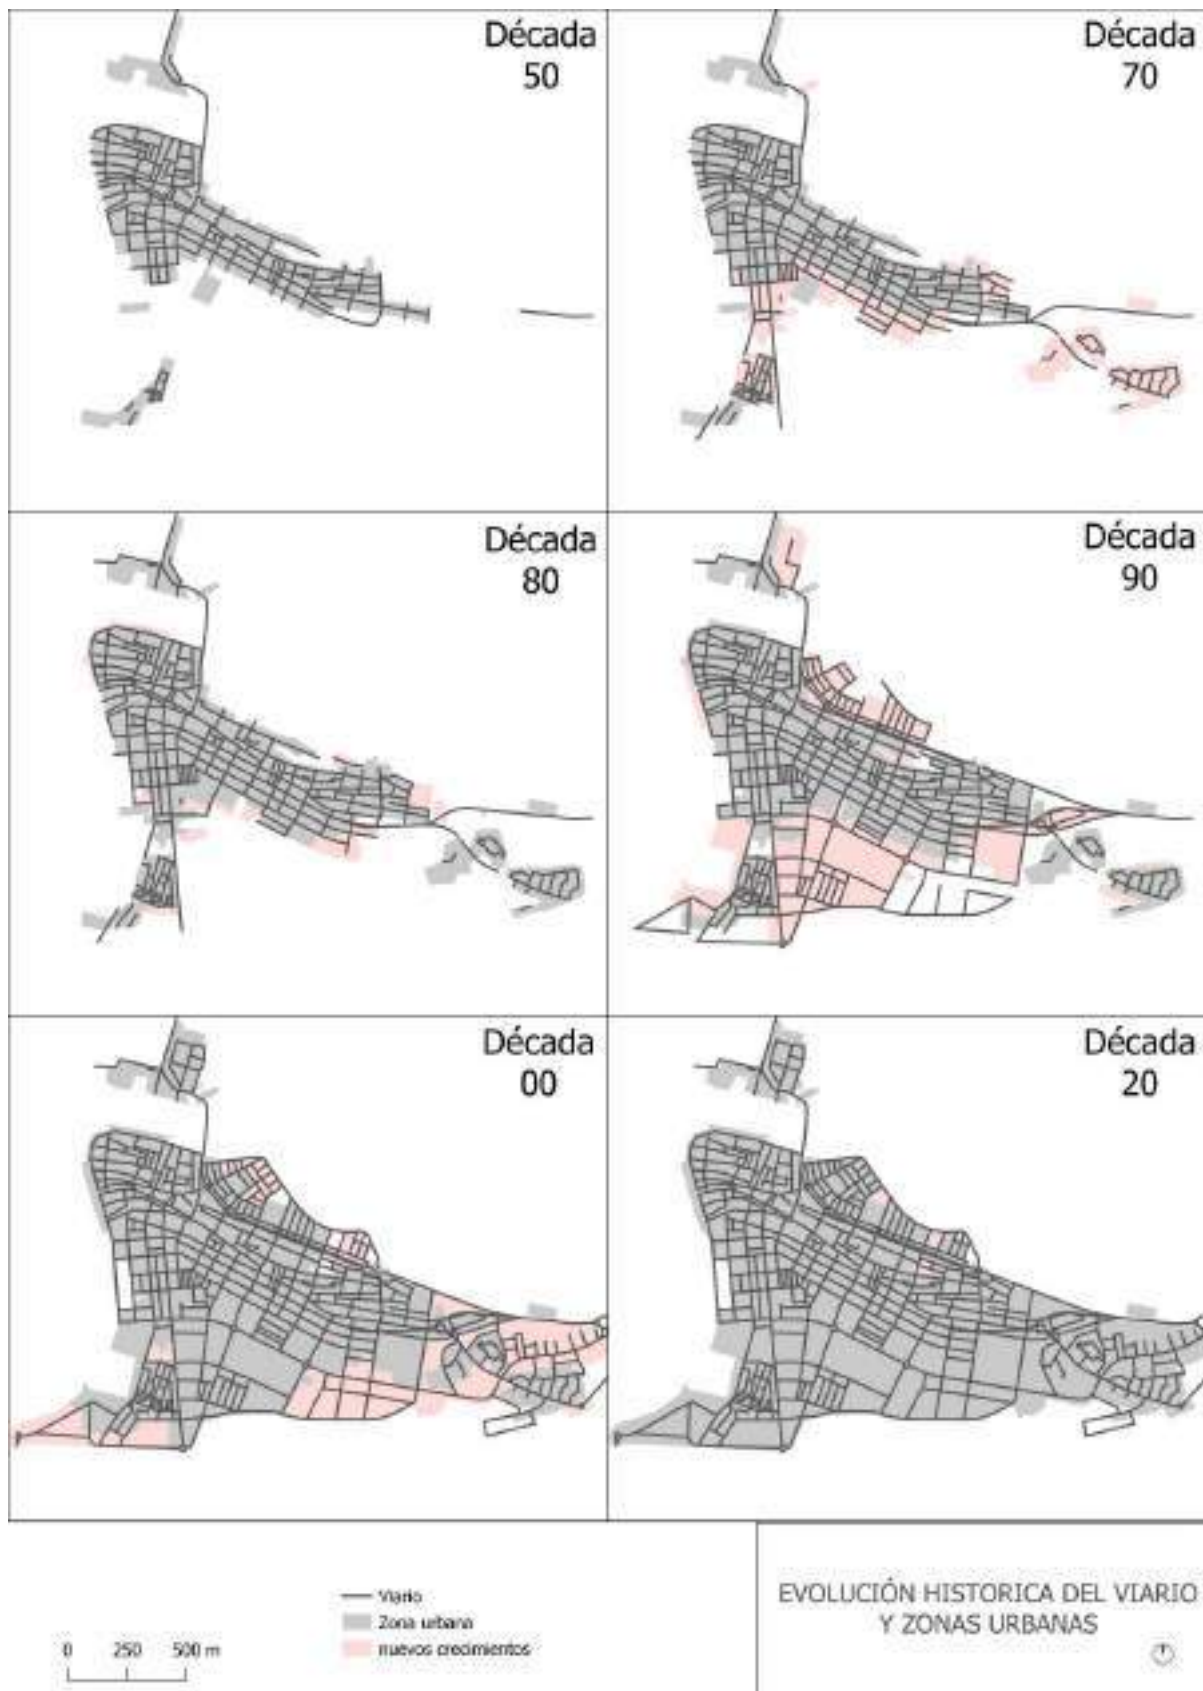 Década
50
Década
70
Década
80
Década
90
Década
00
Década
20
Viario
Zona urbana
nuevos crecimientos
0 250 500 m
EVOLUCIÓN HISTORICA DEL VIARIO
Y ZONAS URBANAS